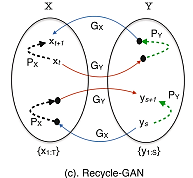 X Y
G_X
x_{t+1} P_Y
P_X x_t G_Y
G_Y y_{s+1} P_Y
P_X
G_X y_s
{x_{1:T}} {y_{1:S}}
(c). Recycle-GAN